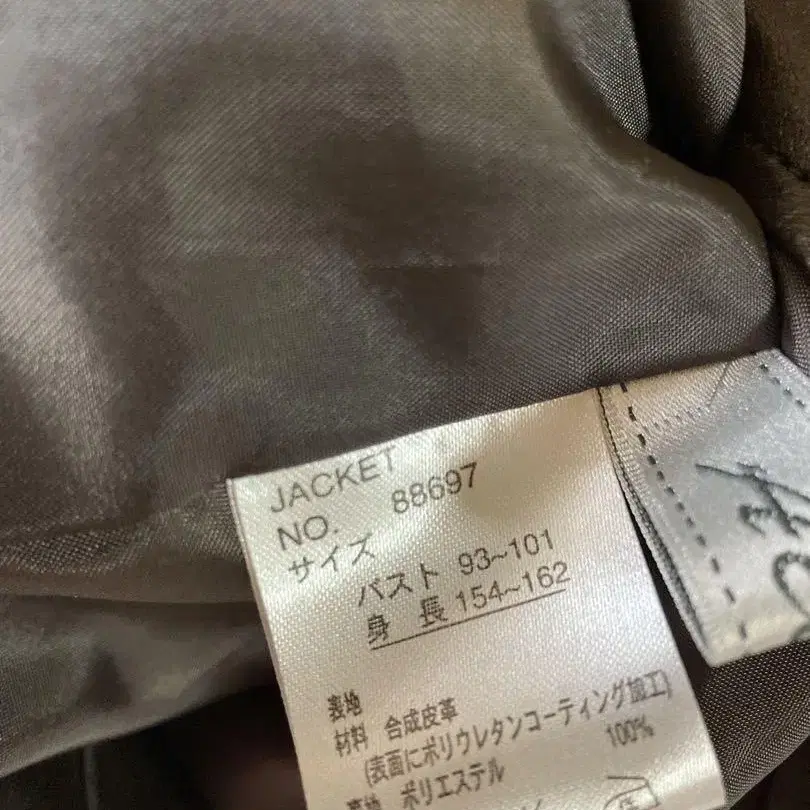 JACKET
NO. 88697
サイズ
バスト 93~101
身 長 154~162
表地
材料 合成皮革
(表面にポリウレタンコーティング加工)
100%
裏地 ポリエステル